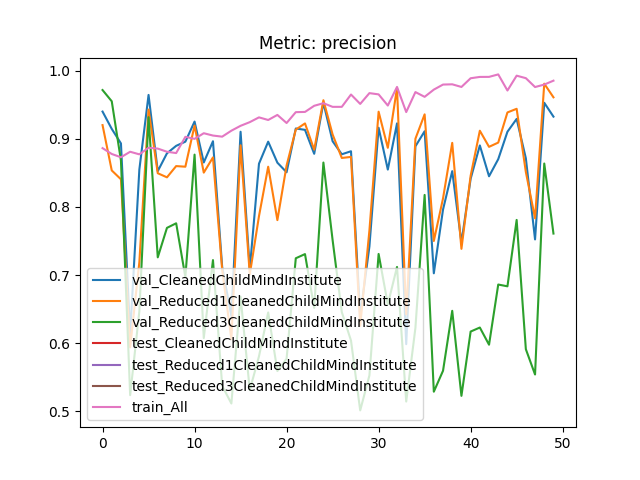 Metric: precision
1.0
0.9
0.8
0.7
0.6
0.5
val_CleanedChildMindInstitute
val_Reduced1CleanedChildMindInstitute
val_Reduced3CleanedChildMindInstitute
test_CleanedChildMindInstitute
test_Reduced1CleanedChildMindInstitute
test_Reduced3CleanedChildMindInstitute
train_All
0 10 20 30 40 50